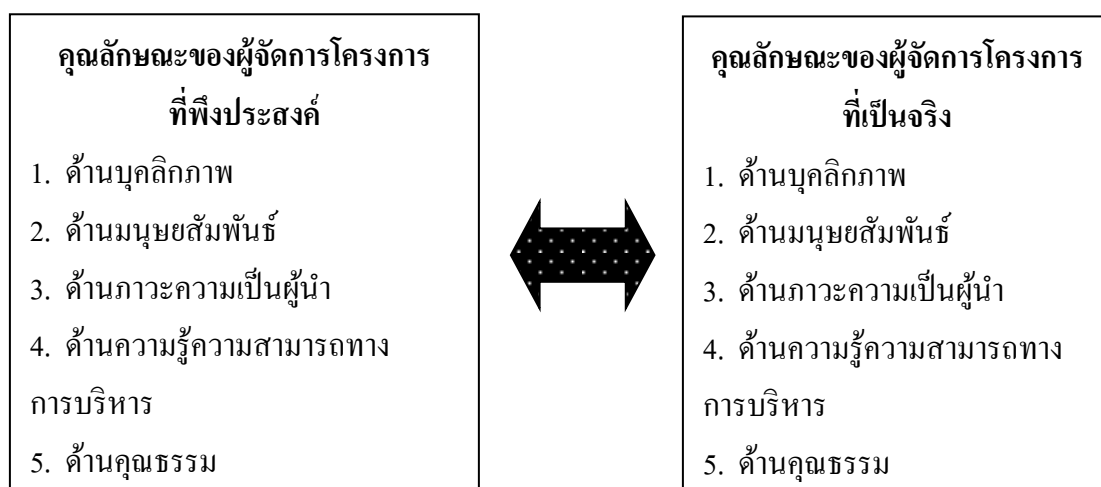 คุณลักษณะของผู้จัดการโครงการ
ที่พึงประสงค์
1. ด้านบุคลิกภาพ
2. ด้านมนุษยสัมพันธ์
3. ด้านภาวะความเป็นผู้นำ
4. ด้านความรู้ความสามารถทาง
การบริหาร
5. ด้านคุณธรรม
คุณลักษณะของผู้จัดการโครงการ
ที่เป็นจริง
1. ด้านบุคลิกภาพ
2. ด้านมนุษยสัมพันธ์
3. ด้านภาวะความเป็นผู้นำ
4. ด้านความรู้ความสามารถทาง
การบริหาร
5. ด้านคุณธรรม